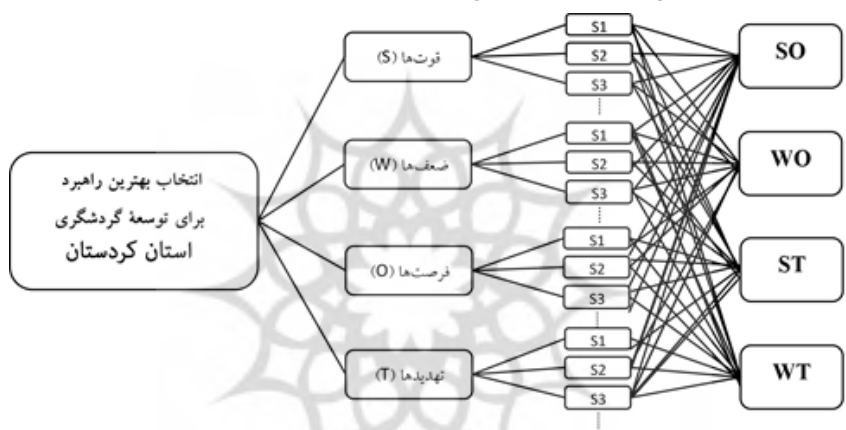 انتخاب بهترین راهبرد
برای توسعۀ گردشگری
استان کردستان
قوت‌ها (S)
ضعف‌ها (W)
فرصت‌ها (O)
تهدیدها (T)
S1
S2
S3
S1
S2
S3
S1
S2
S3
S1
S2
S3
SO
WO
ST
WT